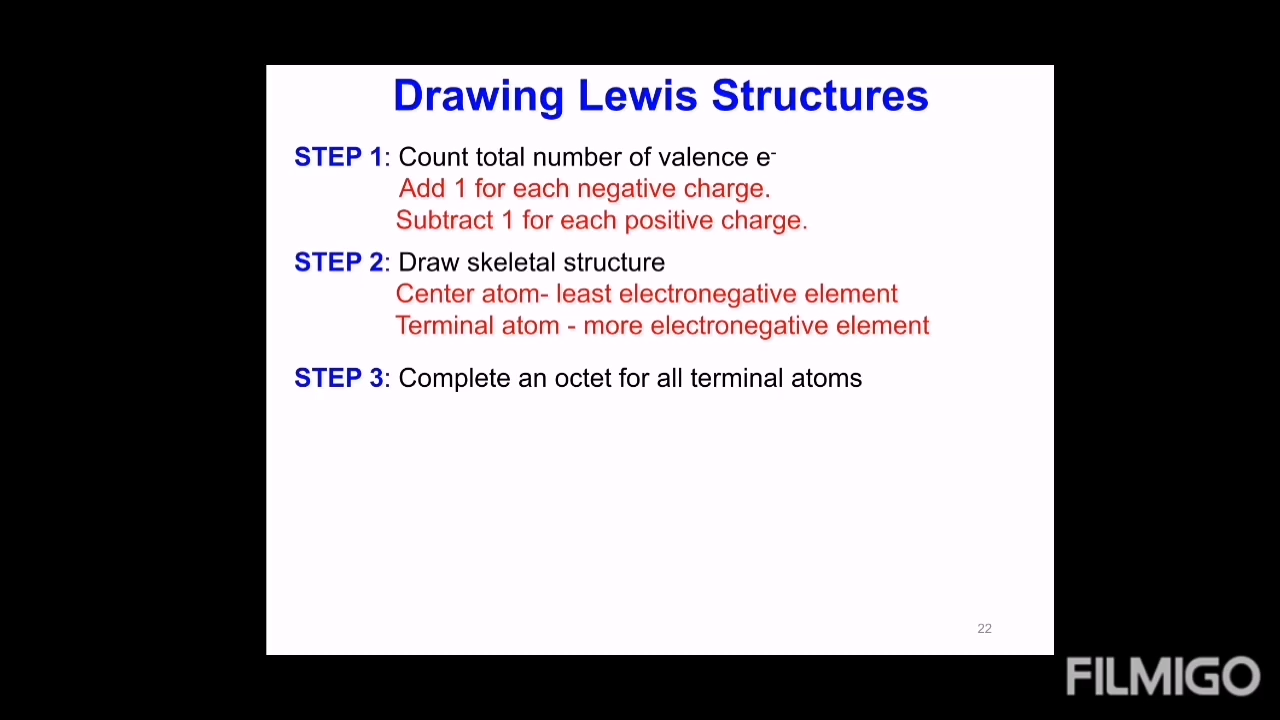 Drawing Lewis Structures
STEP 1: Count total number of valence e⁻
Add 1 for each negative charge.
Subtract 1 for each positive charge.
STEP 2: Draw skeletal structure
Center atom- least electronegative element
Terminal atom - more electronegative element
STEP 3: Complete an octet for all terminal atoms
22
FILMIGO